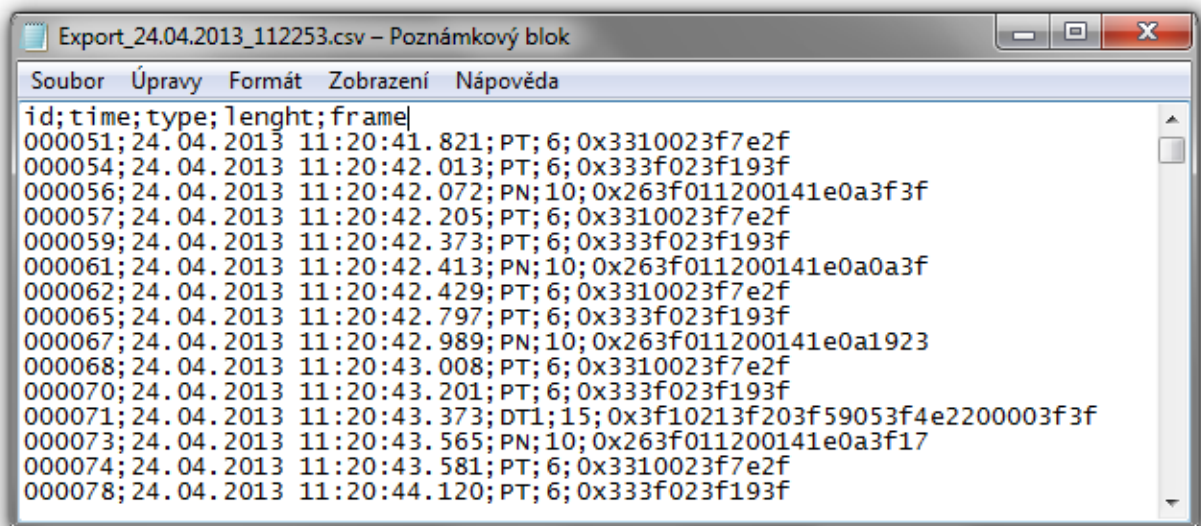 Export_24.04.2013_112253.csv – Poznámkový blok
Soubor Úpravy Formát Zobrazení Nápověda
id;time;type;lenght;frame
000051;24.04.2013 11:20:41.821;PT;6;0x3310023f7e2f
000054;24.04.2013 11:20:42.013;PT;6;0x333f023f193f
000056;24.04.2013 11:20:42.072;PN;10;0x263f011200141e0a3f3f
000057;24.04.2013 11:20:42.205;PT;6;0x3310023f7e2f
000059;24.04.2013 11:20:42.373;PT;6;0x333f023f193f
000061;24.04.2013 11:20:42.413;PN;10;0x263f011200141e0a0a3f
000062;24.04.2013 11:20:42.429;PT;6;0x3310023f7e2f
000065;24.04.2013 11:20:42.797;PT;6;0x333f023f193f
000067;24.04.2013 11:20:42.989;PN;10;0x263f011200141e0a1923
000068;24.04.2013 11:20:43.008;PT;6;0x3310023f7e2f
000070;24.04.2013 11:20:43.201;PT;6;0x333f023f193f
000071;24.04.2013 11:20:43.373;DT1;15;0x3f10213f203f59053f4e2200003f3f
000073;24.04.2013 11:20:43.565;PN;10;0x263f011200141e0a3f17
000074;24.04.2013 11:20:43.581;PT;6;0x3310023f7e2f
000078;24.04.2013 11:20:44.120;PT;6;0x333f023f193f